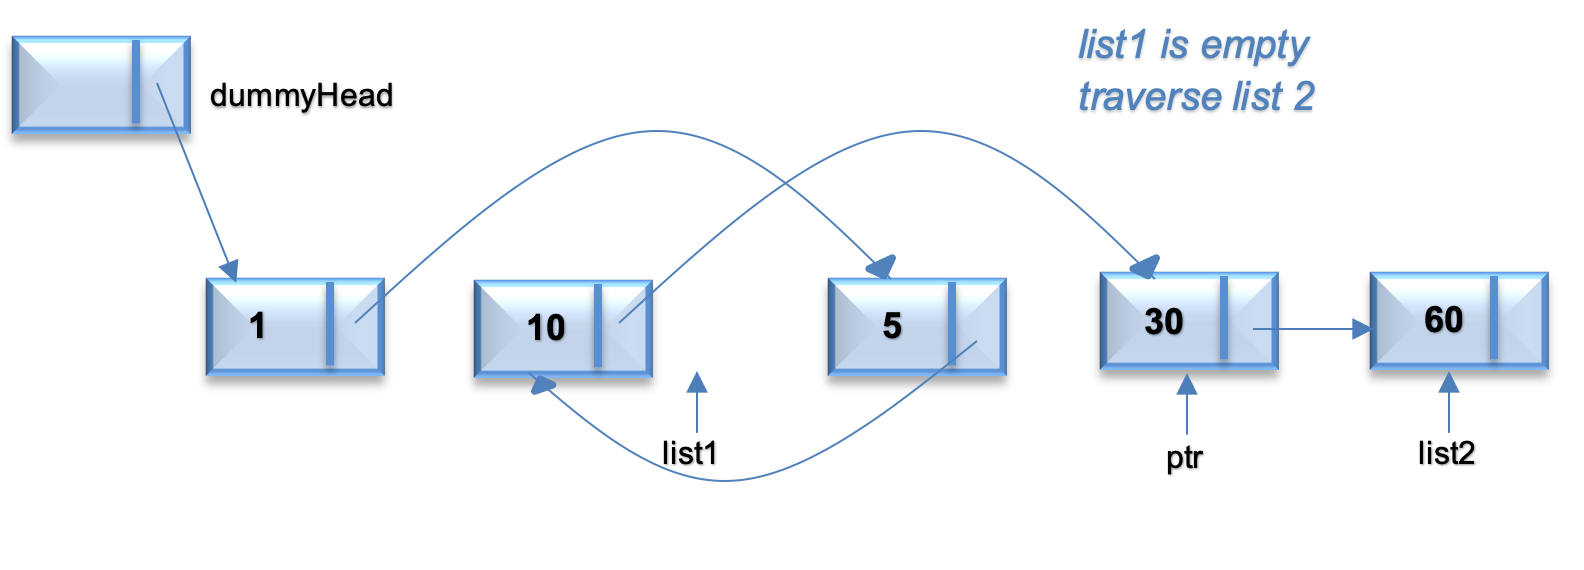 list1 is empty
traverse list 2
dummyHead
1
10
5
30
60
list1
ptr
list2